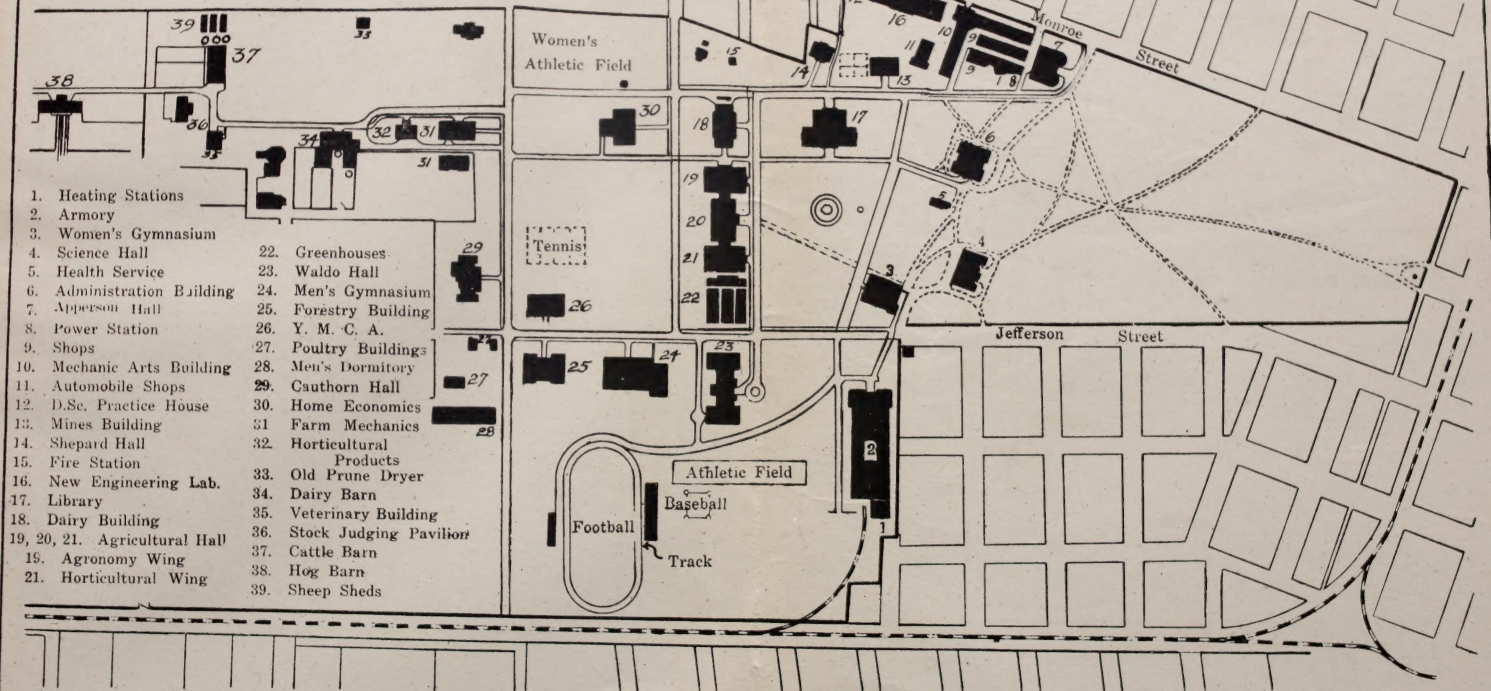 39
33
37
38
36
35
34
32
31
31
Women's
Athletic Field
30
15
14
16
10
11
9
9
13
1
8
7
Monroe
Street
18
17
6
19
20
21
22
5
4
3
Tennis
29
26
27
25
24
23
27
28
2
1
Jefferson Street
Athletic Field
Baseball
Football
Track
1. Heating Stations
2. Armory
3. Women's Gymnasium
4. Science Hall
5. Health Service
6. Administration Building
7. Apperson Hall
8. Power Station
9. Shops
10. Mechanic Arts Building
11. Automobile Shops
12. D.Sc. Practice House
13. Mines Building
14. Shepard Hall
15. Fire Station
16. New Engineering Lab.
17. Library
18. Dairy Building
19, 20, 21. Agricultural Hall
19. Agronomy Wing
21. Horticultural Wing
22. Greenhouses
23. Waldo Hall
24. Men's Gymnasium
25. Forestry Building
26. Y. M. C. A.
27. Poultry Buildings
28. Men's Dormitory
29. Cauthorn Hall
30. Home Economics
31 Farm Mechanics
32. Horticultural
Products
33. Old Prune Dryer
34. Dairy Barn
35. Veterinary Building
36. Stock Judging Pavilion
37. Cattle Barn
38. Hog Barn
39. Sheep Sheds